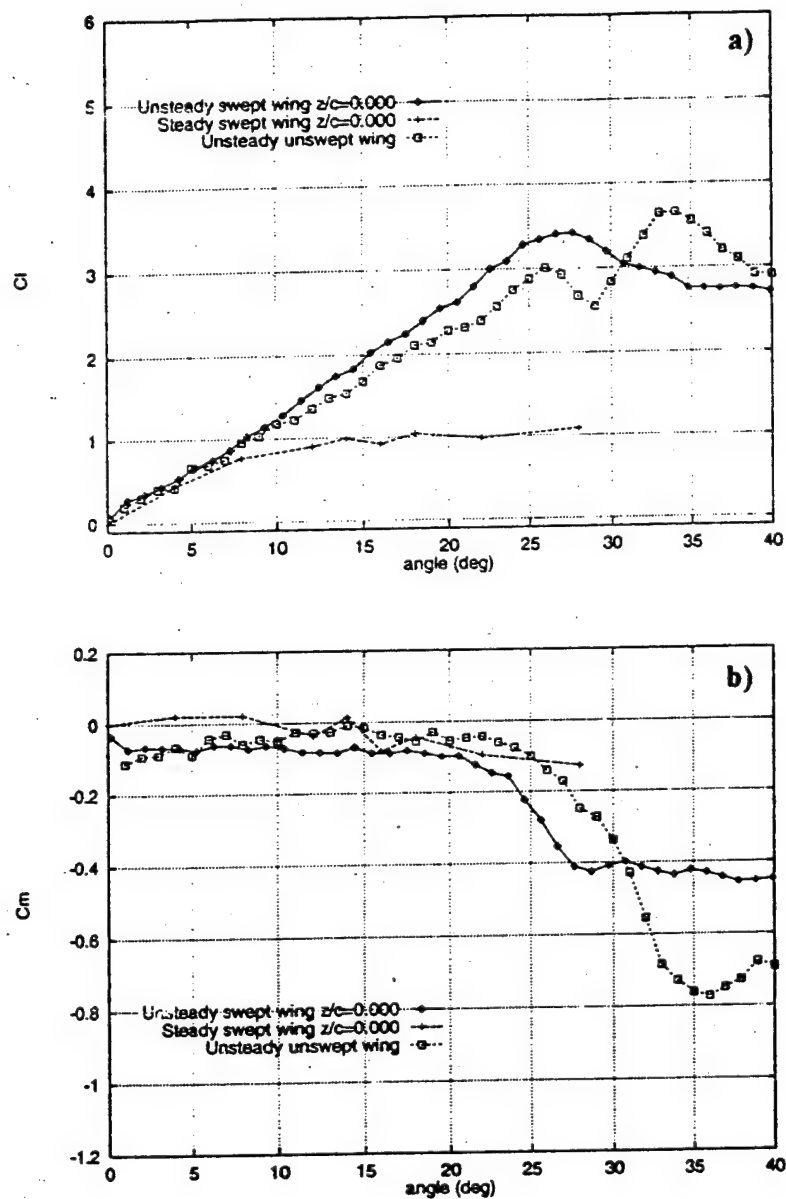 a)
6
5
4
3
2
1
0
Cl
Unsteady swept wing z/c=0.000
Steady swept wing z/c=0.000
Unsteady unswept wing
0 5 10 15 20 25 30 35 40
angle (deg)
b)
0.2
0
-0.2
-0.4
-0.6
-0.8
-1
-1.2
Cm
Unsteady swept wing z/c=0.000
Steady swept wing z/c=0.000
Unsteady unswept wing
0 5 10 15 20 25 30 35 40
angle (deg)